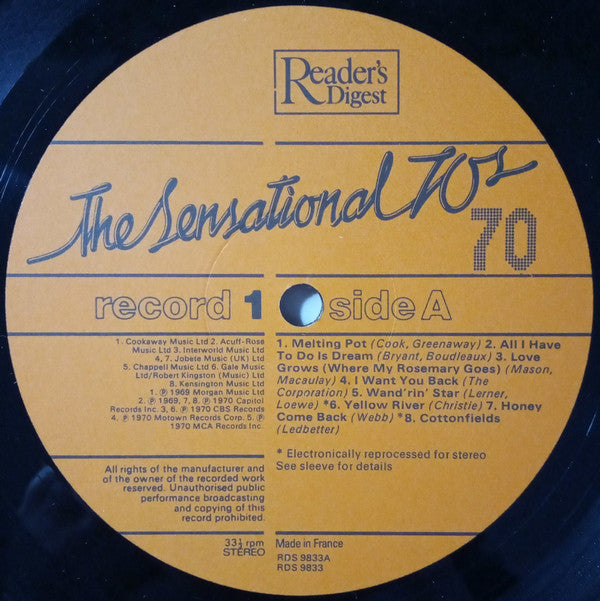 Reader's
Digest
The Sensational 70s
70
record 1 side A
1. Cookaway Music Ltd 2. Acuff-Rose
Music Ltd 3. Interworld Music Ltd
4, 7. Jobete Music (UK) Ltd
5. Chappell Music Ltd 6. Gale Music
Ltd/Robert Kingston (Music) Ltd
8. Kensington Music Ltd
1. ℗ 1969 Morgan Music Ltd
2. ℗ 1969; 7, 8. ℗ 1970 Capitol
Records Inc. 3, 6. ℗ 1970 CBS Records
4. ℗ 1970 Motown Records Corp. 5. ℗
1970 MCA Records Inc.
1. Melting Pot (Cook, Greenaway) 2. All I Have
To Do Is Dream (Bryant, Boudleaux) 3. Love
Grows (Where My Rosemary Goes) (Mason,
Macaulay) 4. I Want You Back (The
Corporation) 5. Wand'rin' Star (Lerner,
Loewe) *6. Yellow River (Christie) 7. Honey
Come Back (Webb) *8. Cottonfields
(Ledbetter)
* Electronically reprocessed for stereo
See sleeve for details
All rights of the manufacturer and
of the owner of the recorded work
reserved. Unauthorised public
performance broadcasting
and copying of this
record prohibited.
33⅓ rpm
STEREO
Made in France
RDS 9833A
RDS 9833